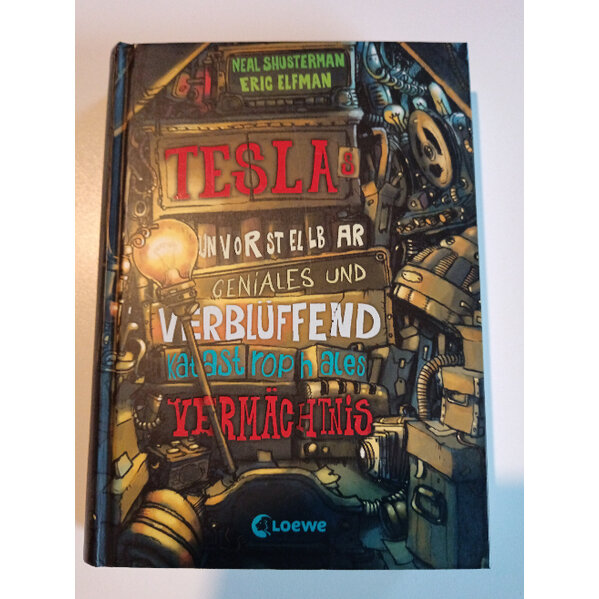 NEAL SHUSTERMAN
ERIC ELFMAN
TESLAs
UNVORSTELLBAR
GENIALES UND
VERBLÜFFEND
katastrophales
VERMÄCHTNIS
Loewe